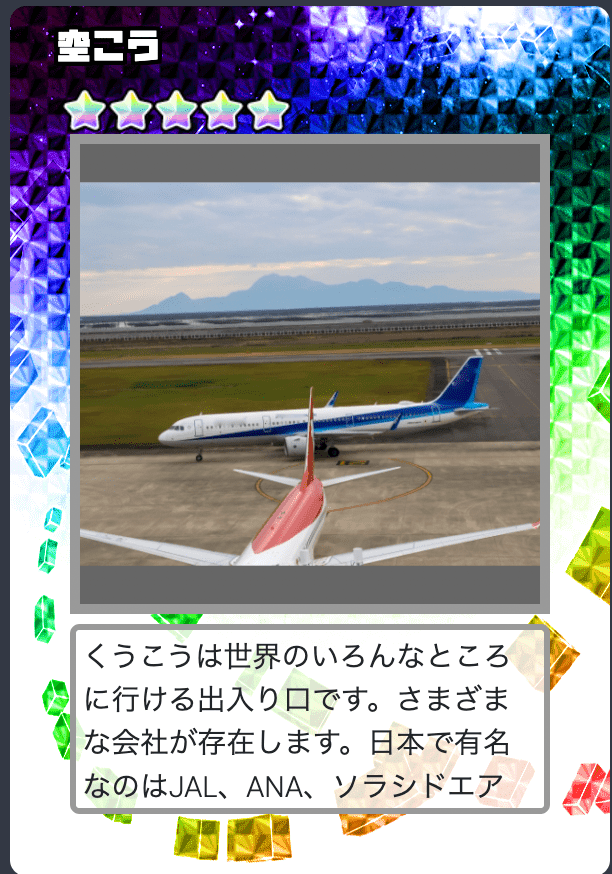 空こう
くうこうは世界のいろんなところ
に行ける出入り口です。さまざま
な会社が存在します。日本で有名
なのはJAL、ANA、ソラシドエア